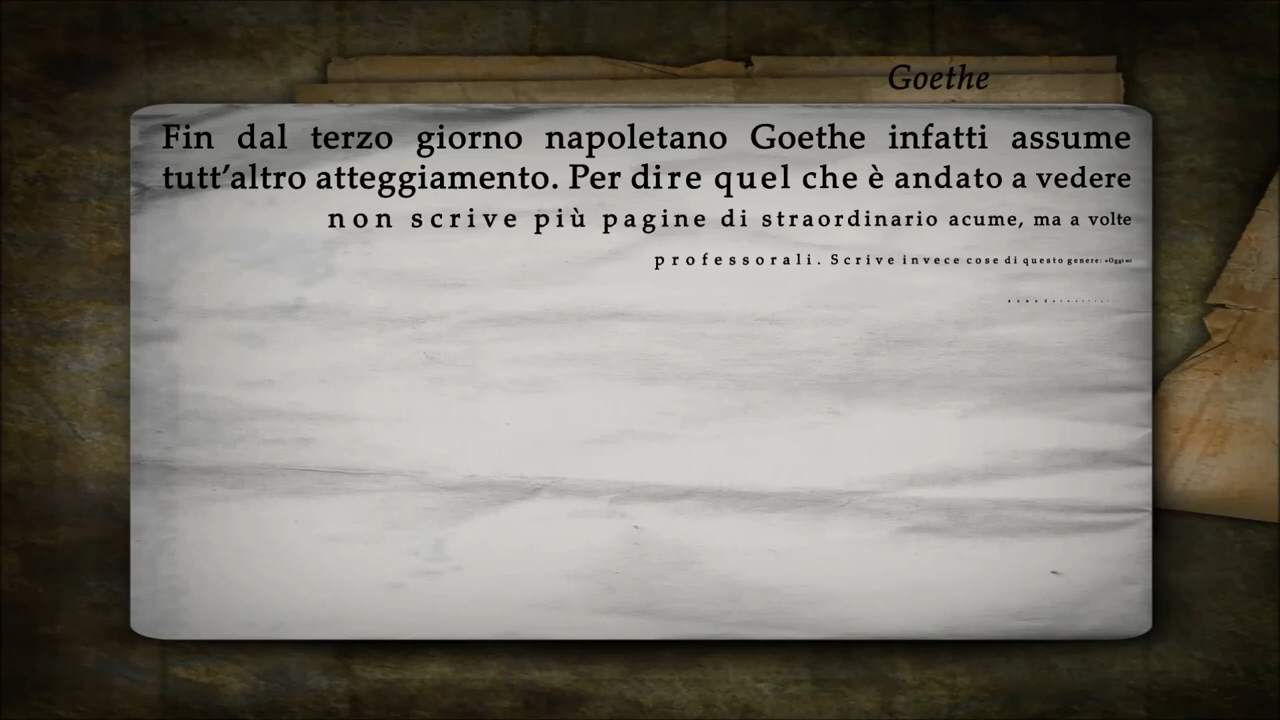 Goethe
Fin dal terzo giorno napoletano Goethe infatti assume
tutt’altro atteggiamento. Per dire quel che è andato a vedere
non scrive più pagine di straordinario acume, ma a volte
professorali. Scrive invece cose di questo genere: «Oggi